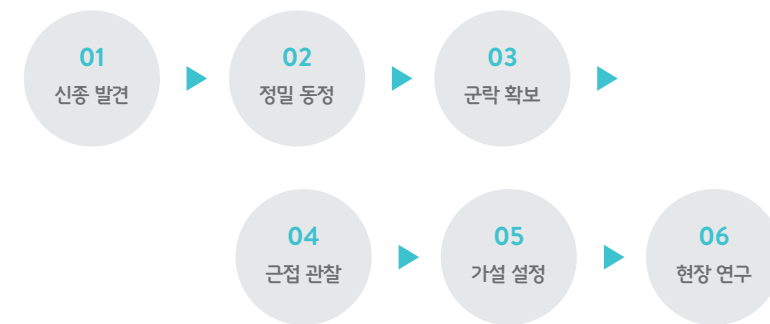 01
신종 발견
02
정밀 동정
03
군락 확보
04
근접 관찰
05
가설 설정
06
현장 연구